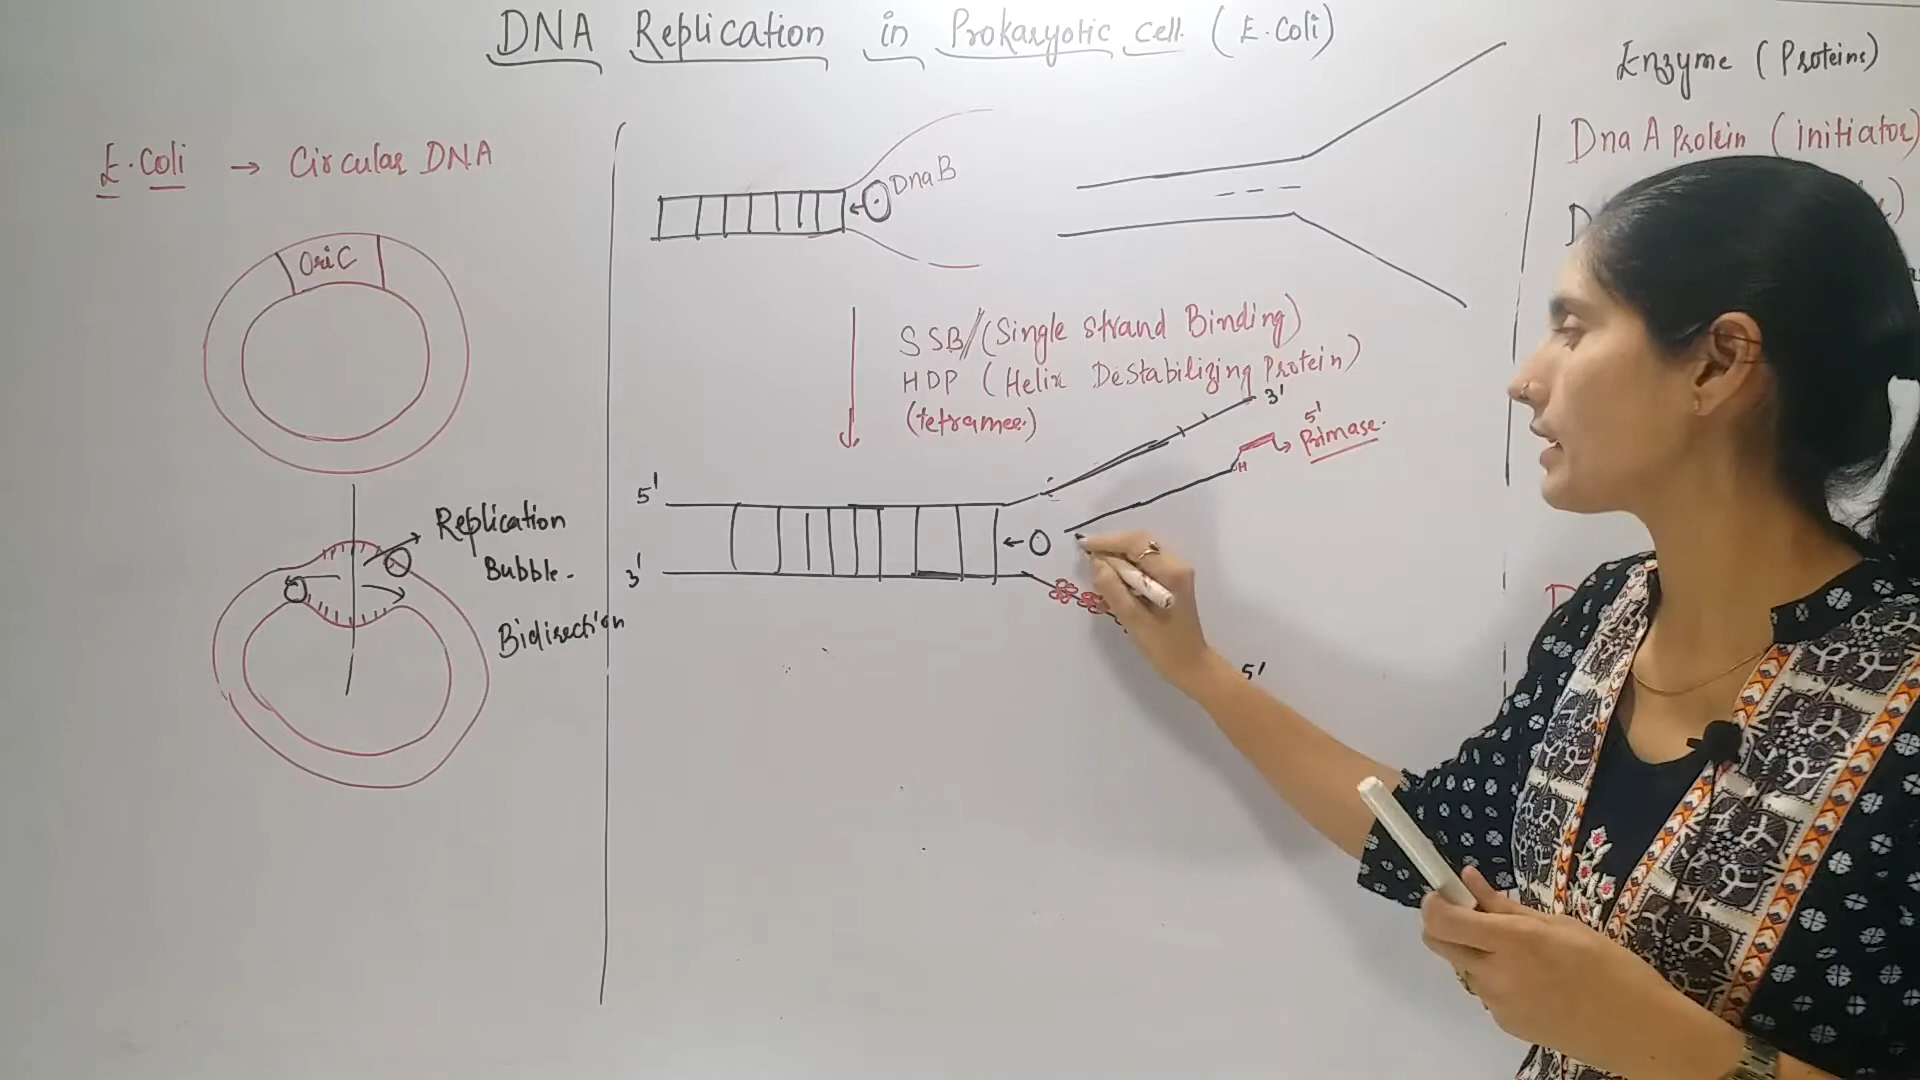 DNA Replication in Prokaryotic cell. (E.Coli)
E.Coli → Circular DNA
OriC
Replication
Bubble.
Bidirection
DnaB
SSB/(Single Strand Binding)
HDP (Helix DeStabilizing Protein)
(tetramer.)
3'
5'
Primase.
OH
5'
3'
5'
Enzyme (Proteins)
Dna A Protein (initiator)